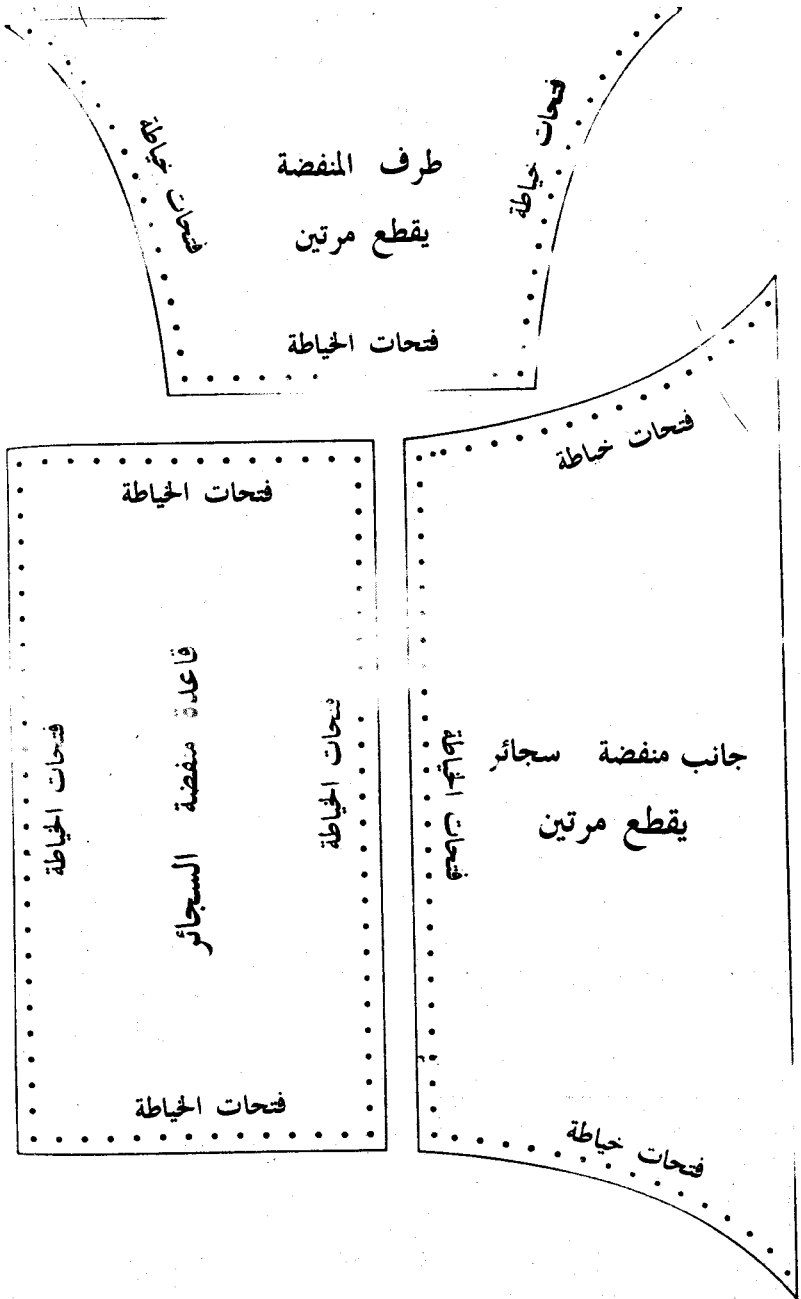 فتحات خياطة
طرف المنفضة
يقطع مرتين
فتحات خياطة
فتحات الخياطة
فتحات خياطة
فتحات الخياطة
جانب منفضة سجائر
يقطع مرتين
فتحات خياطة
فتحات الخياطة
فتحات الخياطة
قاعدة منفضة السجائر
فتحات الخياطة
فتحات الخياطة